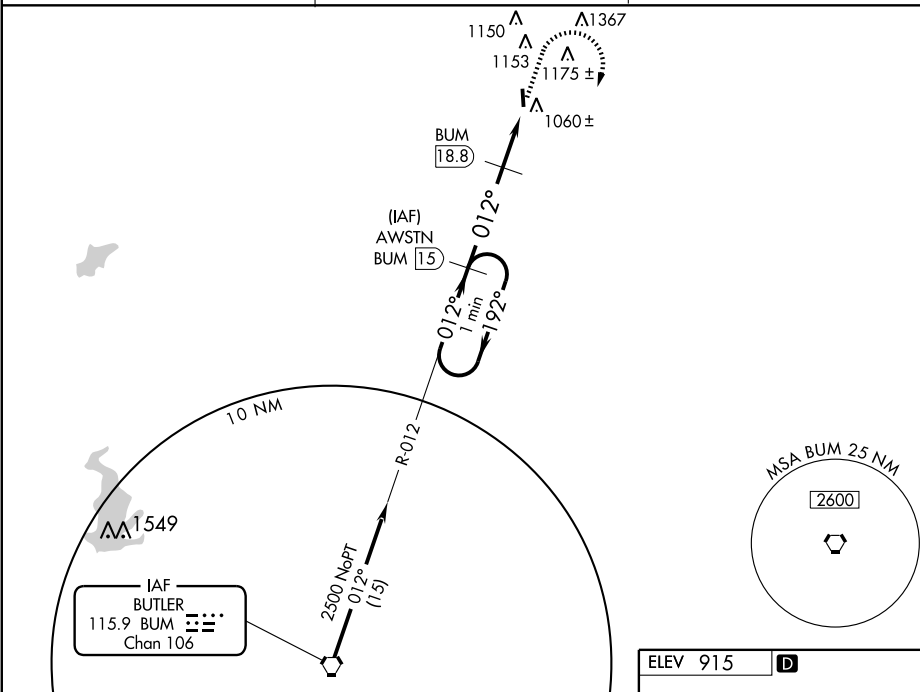 1150
1367
1153
1175 ±
1060 ±
BUM
18.8
012°
(IAF)
AWSTN
BUM 15
012°
1 min
192°
10 NM
R-012
MSA BUM 25 NM
2600
1549
2500 NoPT
012°
(15)
IAF
BUTLER
115.9 BUM
Chan 106
ELEV 915 D